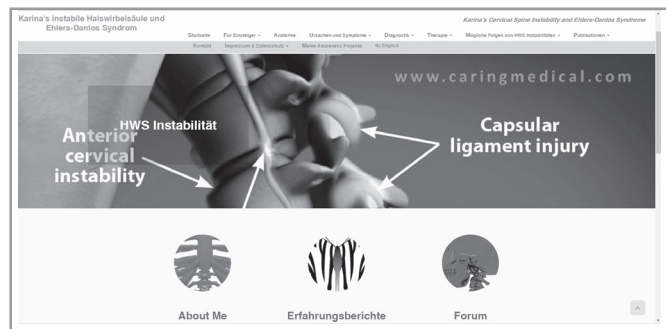 Karina's instabile Halswirbelsäule und
Ehlers-Danlos Syndrom
Karina's Cervical Spine Instability and Ehlers-Danlos Syndrome
Startseite Für Einsteiger Anatomie Ursachen und Symptome Diagnostik Therapie Mögliche Folgen von HWS Instabilitäten Publikationen
Kontakt Impressum & Datenschutz Meine Awareness Projekte English
www.caringmedical.com
HWS Instabilität
Anterior
cervical
instability
Capsular
ligament injury
About Me Erfahrungsberichte Forum